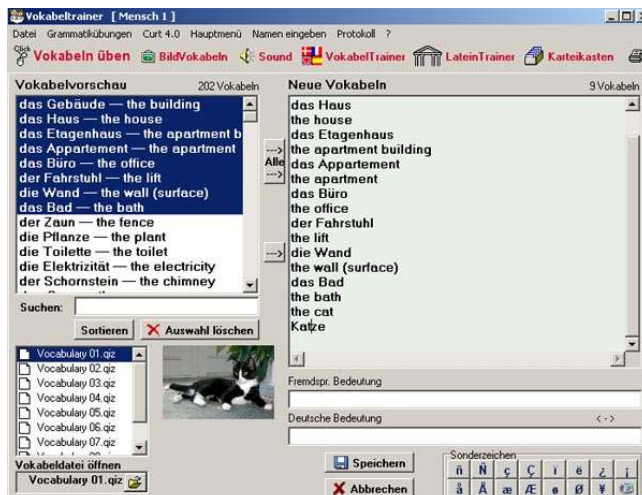 Vokabeltrainer [ Mensch 1 ]
Datei Grammatikübungen Curt 4.0 Hauptmenü Namen eingeben Protokoll ?
Click Vokabeln üben BildVokabeln Sound VokabelTrainer LateinTrainer Karteikasten
Vokabelvorschau 202 Vokabeln
das Gebäude — the building
das Haus — the house
das Etagenhaus — the apartment b
das Appartement — the apartment
das Büro — the office
der Fahrstuhl — the lift
die Wand — the wall (surface)
das Bad — the bath
der Zaun — the fence
die Pflanze — the plant
die Toilette — the toilet
die Elektrizität — the electricity
der Schornstein — the chimney
Suchen:
Sortieren Auswahl löschen
Vocabulary 01.qiz
Vocabulary 02.qiz
Vocabulary 03.qiz
Vocabulary 04.qiz
Vocabulary 05.qiz
Vocabulary 06.qiz
Vocabulary 07.qiz
Vokabeldatei öffnen
Vocabulary 01.qiz
--->
Alle
--->
--->
Neue Vokabeln 9 Vokabeln
das Haus
the house
das Etagenhaus
the apartment building
das Appartement
the apartment
das Büro
the office
der Fahrstuhl
the lift
die Wand
the wall (surface)
das Bad
the bath
the cat
Katze
Fremdspr. Bedeutung
Deutsche Bedeutung <->
Speichern
Abbrechen
Sonderzeichen
ñ Ñ ç Ç ï ë ¿ ¡
å Å æ Æ ø Ø ¥